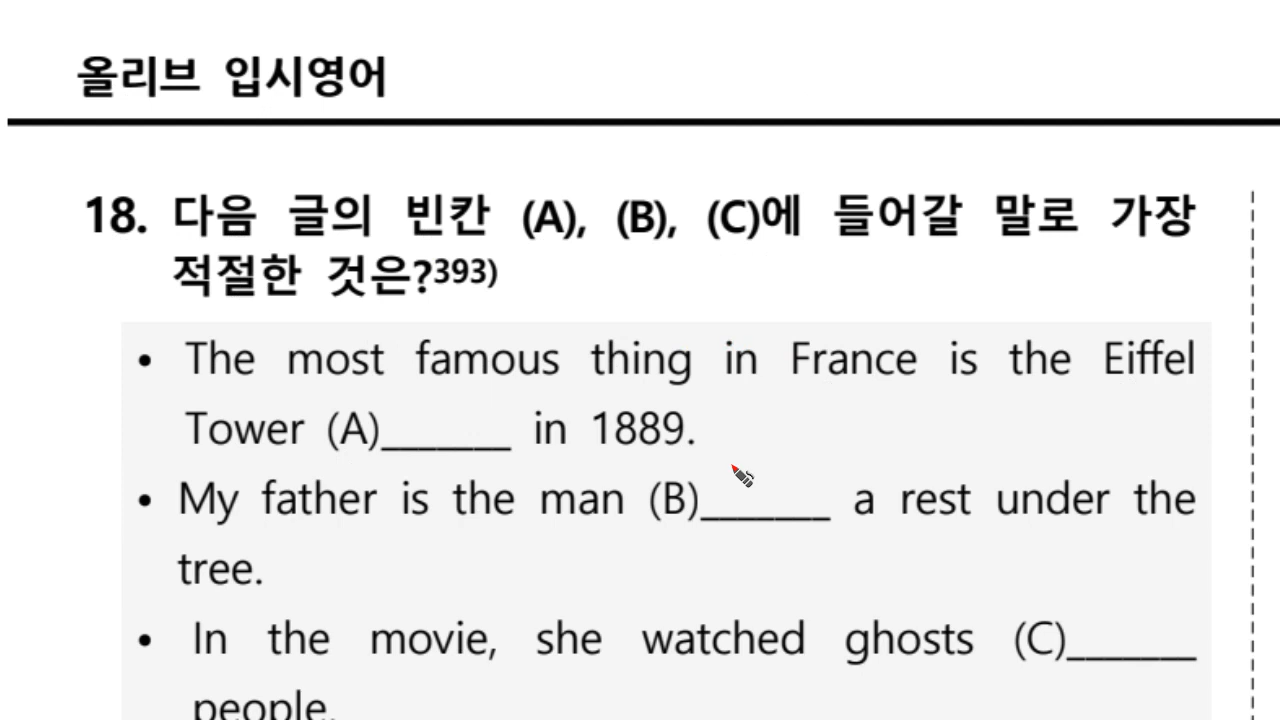 올리브 입시영어
18. 다음 글의 빈칸 (A), (B), (C)에 들어갈 말로 가장
적절한 것은?393)
• The most famous thing in France is the Eiffel
Tower (A)_______ in 1889.
• My father is the man (B)_______ a rest under the
tree.
• In the movie, she watched ghosts (C)_______
people.